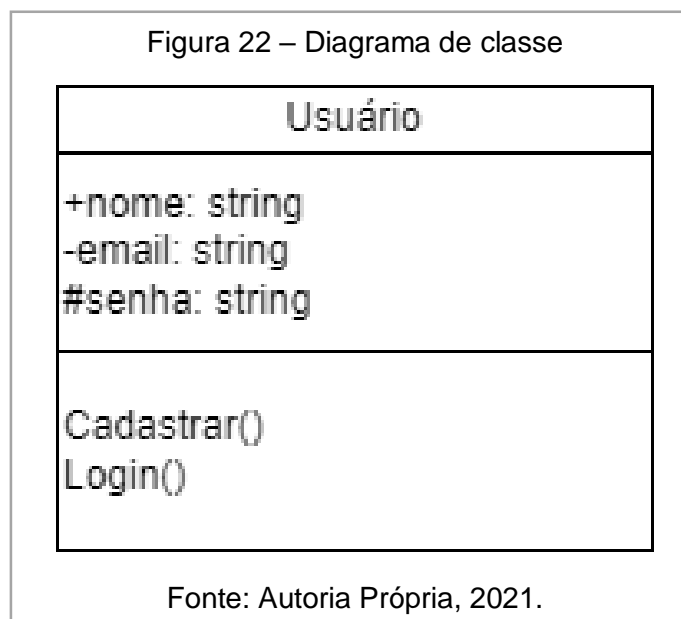 Figura 22 – Diagrama de classe
Usuário
+nome: string
-email: string
#senha: string
Cadastrar()
Login()
Fonte: Autoria Própria, 2021.